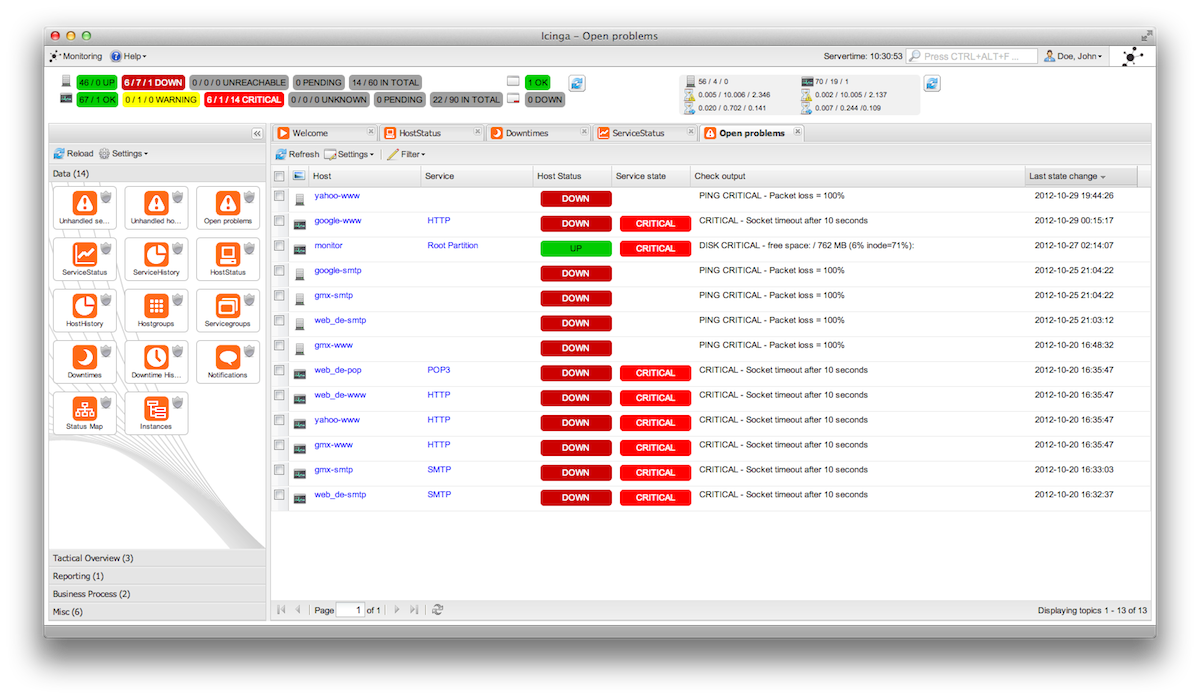 Icinga – Open problems
Monitoring Help Servertime: 10:30:53 Press CTRL+ALT+F ... Doe, John
46 / 0 UP 6 / 7 / 1 DOWN 0 / 0 / 0 UNREACHABLE 0 PENDING 14 / 60 IN TOTAL 1 OK 56 / 4 / 0 70 / 19 / 1
0.005 / 10.006 / 2.346 0.002 / 10.005 / 2.137
67 / 1 OK 0 / 1 / 0 WARNING 6 / 1 / 14 CRITICAL 0 / 0 / 0 UNKNOWN 0 PENDING 22 / 90 IN TOTAL 0 DOWN
0.020 / 0.702 / 0.141 0.007 / 0.244 /0.109
Welcome HostStatus Downtimes ServiceStatus Open problems
Reload Settings
Data (14)
Unhandled se... Unhandled ho... Open problems
ServiceStatus ServiceHistory HostStatus
HostHistory Hostgroups Servicegroups
Downtimes Downtime His... Notifications
Status Map Instances
Tactical Overview (3)
Reporting (1)
Business Process (2)
Misc (6)
Refresh Settings Filter
Host Service Host Status Service state Check output Last state change
yahoo-www DOWN PING CRITICAL - Packet loss = 100% 2012-10-29 19:44:26
google-www HTTP DOWN CRITICAL CRITICAL - Socket timeout after 10 seconds 2012-10-29 00:15:17
monitor Root Partition UP CRITICAL DISK CRITICAL - free space: / 762 MB (6% inode=71%): 2012-10-27 02:14:07
google-smtp DOWN PING CRITICAL - Packet loss = 100% 2012-10-25 21:04:22
gmx-smtp DOWN PING CRITICAL - Packet loss = 100% 2012-10-25 21:04:22
web_de-smtp DOWN PING CRITICAL - Packet loss = 100% 2012-10-25 21:03:12
gmx-www DOWN PING CRITICAL - Packet loss = 100% 2012-10-20 16:48:32
web_de-pop POP3 DOWN CRITICAL CRITICAL - Socket timeout after 10 seconds 2012-10-20 16:35:47
web_de-www HTTP DOWN CRITICAL CRITICAL - Socket timeout after 10 seconds 2012-10-20 16:35:47
yahoo-www HTTP DOWN CRITICAL CRITICAL - Socket timeout after 10 seconds 2012-10-20 16:35:47
gmx-www HTTP DOWN CRITICAL CRITICAL - Socket timeout after 10 seconds 2012-10-20 16:35:47
gmx-smtp SMTP DOWN CRITICAL CRITICAL - Socket timeout after 10 seconds 2012-10-20 16:33:03
web_de-smtp SMTP DOWN CRITICAL CRITICAL - Socket timeout after 10 seconds 2012-10-20 16:32:37
Page 1 of 1 Displaying topics 1 - 13 of 13